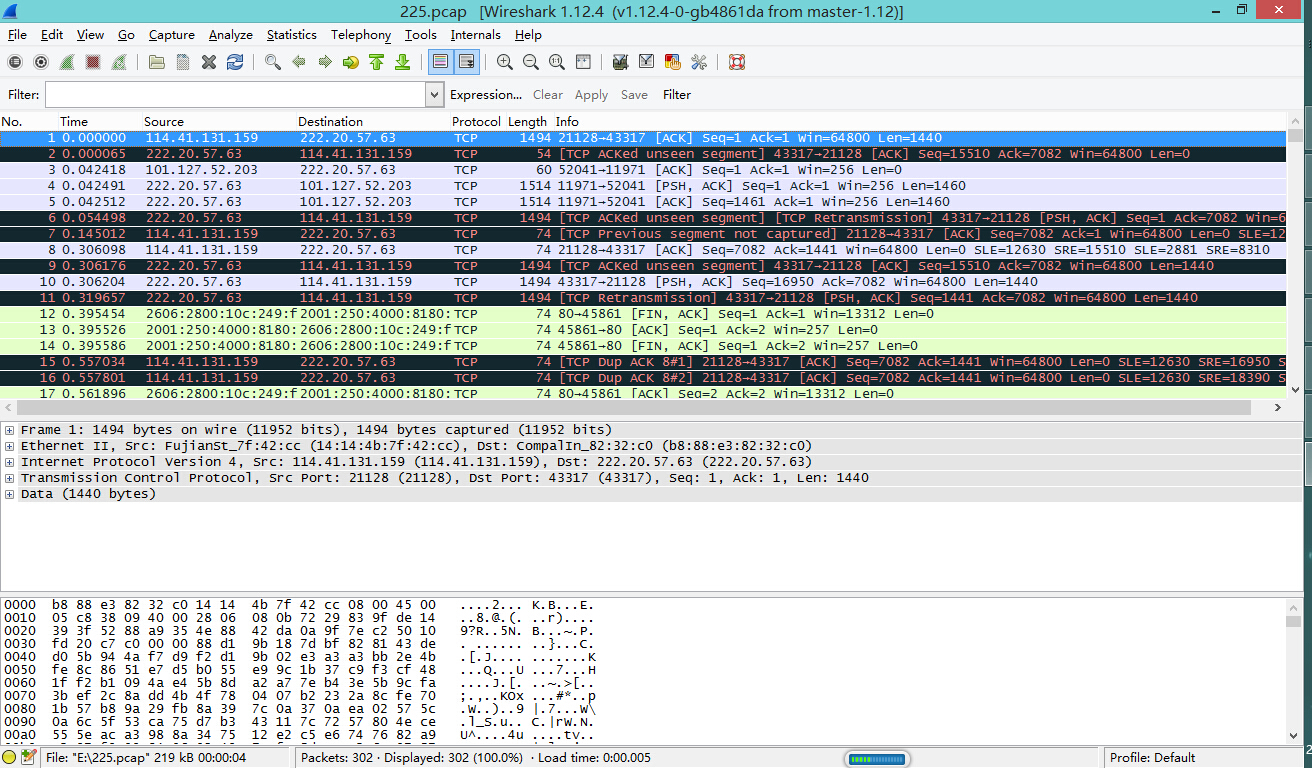 225.pcap [Wireshark 1.12.4 (v1.12.4-0-gb4861da from master-1.12)]
File Edit View Go Capture Analyze Statistics Telephony Tools Internals Help
Filter: Expression... Clear Apply Save Filter
No. Time Source Destination Protocol Length Info
1 0.000000 114.41.131.159 222.20.57.63 TCP 1494 21128→43317 [ACK] Seq=1 Ack=1 Win=64800 Len=1440
2 0.000065 222.20.57.63 114.41.131.159 TCP 54 [TCP ACKed unseen segment] 43317→21128 [ACK] Seq=15510 Ack=7082 Win=64800 Len=0
3 0.042418 101.127.52.203 222.20.57.63 TCP 60 52041→11971 [ACK] Seq=1 Ack=1 Win=256 Len=0
4 0.042491 222.20.57.63 101.127.52.203 TCP 1514 11971→52041 [PSH, ACK] Seq=1 Ack=1 Win=256 Len=1460
5 0.042512 222.20.57.63 101.127.52.203 TCP 1514 11971→52041 [ACK] Seq=1461 Ack=1 Win=256 Len=1460
6 0.054498 222.20.57.63 114.41.131.159 TCP 1494 [TCP ACKed unseen segment] [TCP Retransmission] 43317→21128 [PSH, ACK] Seq=1 Ack=7082 Win=6
7 0.145012 114.41.131.159 222.20.57.63 TCP 74 [TCP Previous segment not captured] 21128→43317 [ACK] Seq=7082 Ack=1 Win=64800 Len=0 SLE=12
8 0.306098 114.41.131.159 222.20.57.63 TCP 74 21128→43317 [ACK] Seq=7082 Ack=1441 Win=64800 Len=0 SLE=12630 SRE=15510 SLE=2881 SRE=8310
9 0.306176 222.20.57.63 114.41.131.159 TCP 1494 [TCP ACKed unseen segment] 43317→21128 [ACK] Seq=15510 Ack=7082 Win=64800 Len=1440
10 0.306204 222.20.57.63 114.41.131.159 TCP 1494 43317→21128 [PSH, ACK] Seq=16950 Ack=7082 Win=64800 Len=1440
11 0.319657 222.20.57.63 114.41.131.159 TCP 1494 [TCP Retransmission] 43317→21128 [PSH, ACK] Seq=1441 Ack=7082 Win=64800 Len=1440
12 0.395454 2606:2800:10c:249:f 2001:250:4000:8180: TCP 74 80→45861 [FIN, ACK] Seq=1 Ack=1 Win=13312 Len=0
13 0.395526 2001:250:4000:8180: 2606:2800:10c:249:f TCP 74 45861→80 [ACK] Seq=1 Ack=2 Win=257 Len=0
14 0.395586 2001:250:4000:8180: 2606:2800:10c:249:f TCP 74 45861→80 [FIN, ACK] Seq=1 Ack=2 Win=257 Len=0
15 0.557034 114.41.131.159 222.20.57.63 TCP 74 [TCP Dup ACK 8#1] 21128→43317 [ACK] Seq=7082 Ack=1441 Win=64800 Len=0 SLE=12630 SRE=16950 S
16 0.557801 114.41.131.159 222.20.57.63 TCP 74 [TCP Dup ACK 8#2] 21128→43317 [ACK] Seq=7082 Ack=1441 Win=64800 Len=0 SLE=12630 SRE=18390 S
17 0.561896 2606:2800:10c:249:f 2001:250:4000:8180: TCP 74 80→45861 [ACK] Seq=2 Ack=2 Win=13312 Len=0
Frame 1: 1494 bytes on wire (11952 bits), 1494 bytes captured (11952 bits)
Ethernet II, Src: FujianSt_7f:42:cc (14:14:4b:7f:42:cc), Dst: CompalIn_82:32:c0 (b8:88:e3:82:32:c0)
Internet Protocol Version 4, Src: 114.41.131.159 (114.41.131.159), Dst: 222.20.57.63 (222.20.57.63)
Transmission Control Protocol, Src Port: 21128 (21128), Dst Port: 43317 (43317), Seq: 1, Ack: 1, Len: 1440
Data (1440 bytes)
0000 b8 88 e3 82 32 c0 14 14 4b 7f 42 cc 08 00 45 00 ....2... K.B...E.
0010 05 c8 38 09 40 00 28 06 08 0b 72 29 83 9f de 14 ..8.@.(. ..r)....
0020 39 3f 52 88 a9 35 4e 88 42 da 0a 9f 7e c2 50 10 9?R..5N. B...~.P.
0030 fd 20 c7 c0 00 00 88 d1 9b 18 7d bf 82 81 43 de . ...... ..}...C.
0040 d0 5b 94 4a f7 d9 f2 d1 9b 02 e3 a3 a3 bb 2e 4b .[.J.... .......K
0050 fe 8c 86 51 e7 d5 b0 55 e9 9c 1b 37 c9 f3 cf 48 ...Q...U ...7...H
0060 1f f2 b1 09 4a e4 5b 8d a2 a7 7e b4 3e 5b 9c fa ....J.[. ..~.>[..
0070 3b ef 2c 8a dd 4b 4f 78 04 07 b2 23 2a 8c fe 70 ;.,..KOx ...#*..p
0080 1b 57 b8 9a 29 fb 8a 39 7c 0a 37 0a ea 02 57 5c .W..)..9 |.7...W\
0090 0a 6c 5f 53 ca 75 d7 b3 43 11 7c 72 57 80 4e ce .l_S.u.. C.|rW.N.
00a0 55 5e ac a3 98 8a 34 75 12 e2 c5 e6 74 76 82 a9 U^....4u ....tv..
File: "E:\225.pcap" 219 kB 00:00:04 Packets: 302 · Displayed: 302 (100.0%) · Load time: 0:00.005 Profile: Default